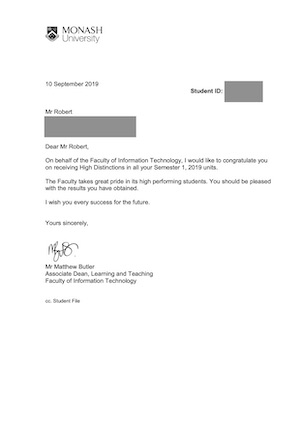 MONASH
University
10 September 2019
Student ID:
Mr Robert
Dear Mr Robert,
On behalf of the Faculty of Information Technology, I would like to congratulate you
on receiving High Distinctions in all your Semester 1, 2019 units.
The Faculty takes great pride in its high performing students. You should be pleased
with the results you have obtained.
I wish you every success for the future.
Yours sincerely,
Mr Matthew Butler
Associate Dean, Learning and Teaching
Faculty of Information Technology
cc. Student File